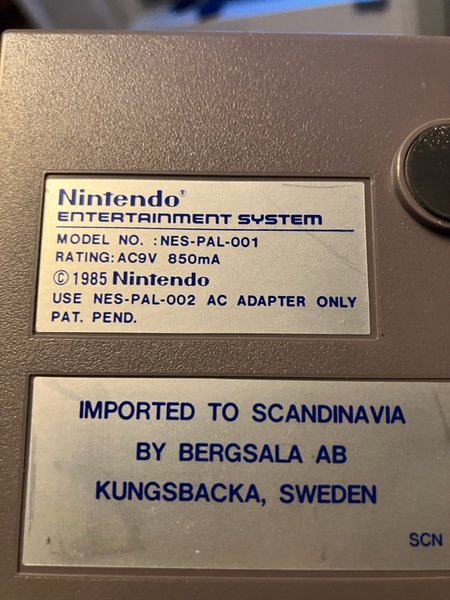 Nintendo®
ENTERTAINMENT SYSTEM
MODEL NO. :NES-PAL-001
RATING:AC9V 850mA
©1985 Nintendo
USE NES-PAL-002 AC ADAPTER ONLY
PAT. PEND.
IMPORTED TO SCANDINAVIA
BY BERGSALA AB
KUNGSBACKA, SWEDEN
SCN